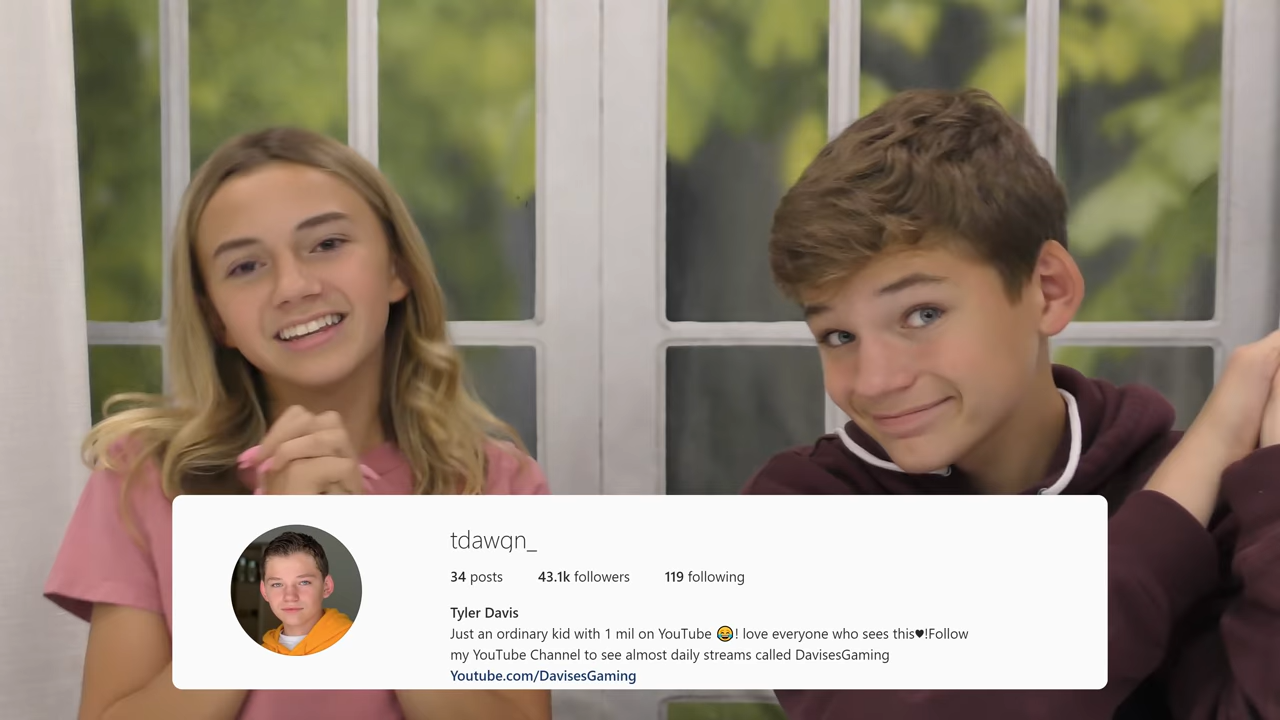 tdawgn_
34 posts 43.1k followers 119 following
Tyler Davis
Just an ordinary kid with 1 mil on YouTube 😂! love everyone who sees this♥!Follow
my YouTube Channel to see almost daily streams called DavisesGaming
Youtube.com/DavisesGaming